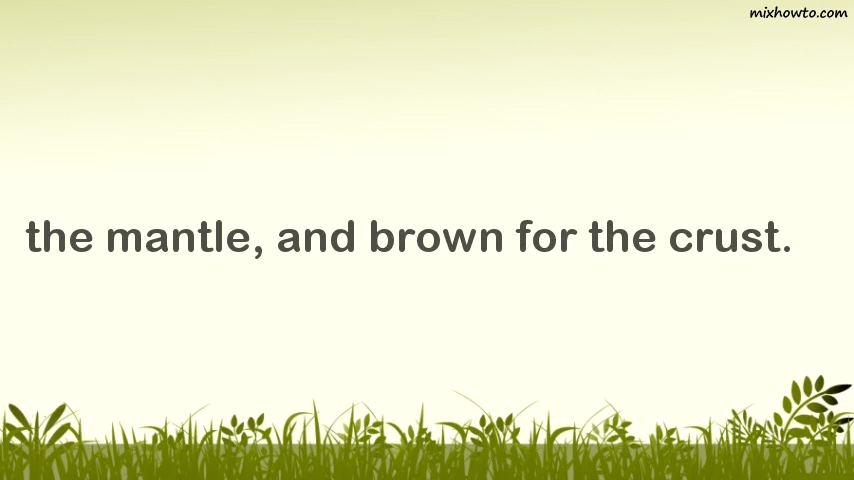 mixhowto.com
the mantle, and brown for the crust.